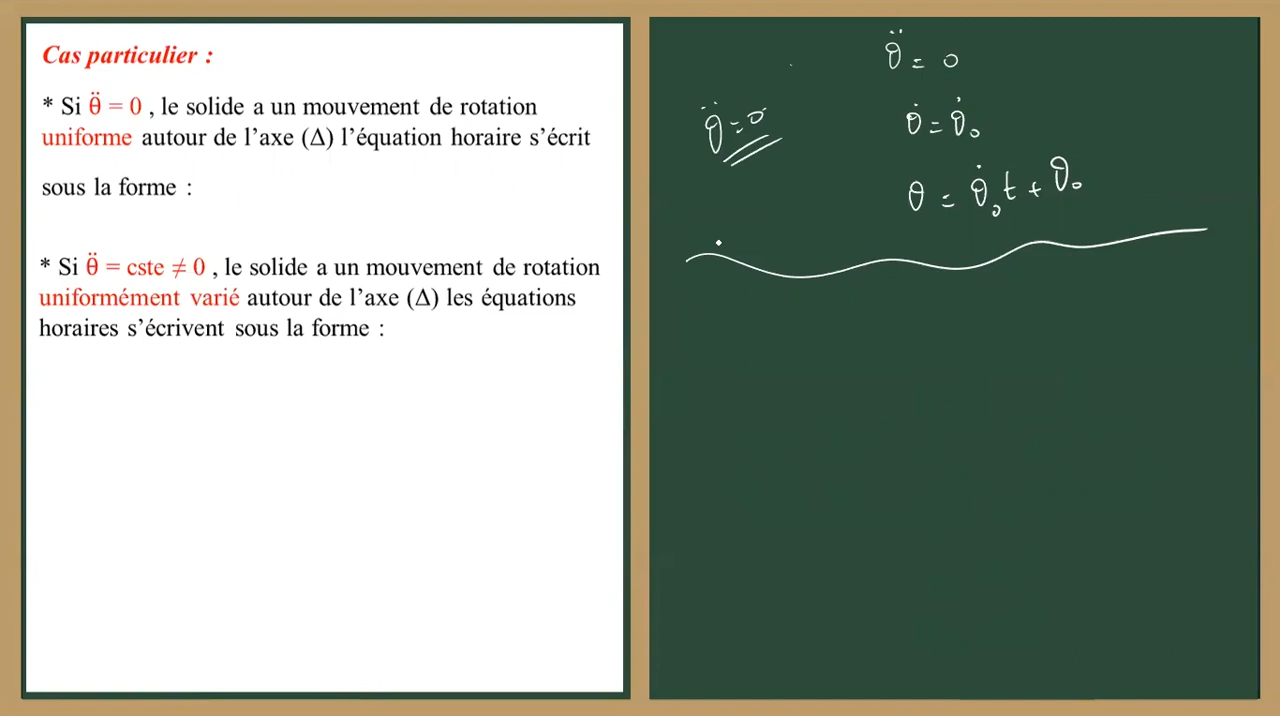 Cas particulier :
* Si θ̈ = 0 , le solide a un mouvement de rotation
uniforme autour de l’axe (Δ) l’équation horaire s’écrit
sous la forme :
* Si θ̈ = cste ≠ 0 , le solide a un mouvement de rotation
uniformément varié autour de l’axe (Δ) les équations
horaires s’écrivent sous la forme :
θ̈ = 0
θ̈ = 0
θ̇ = θ̇₀
θ = θ̇₀t + θ₀